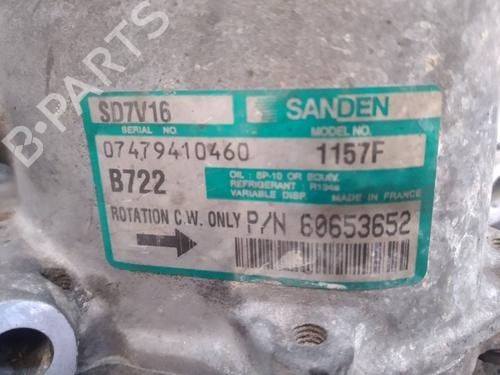 SD7V16 SANDEN
SERIAL NO. MODEL NO.
07479410460 1157F
B722 OIL : SP-10 OR EQUIV.
REFRIGERANT : R134a
VARIABLE DISP. MADE IN FRANCE
ROTATION C.W. ONLY P/N 60653652
B-PARTS